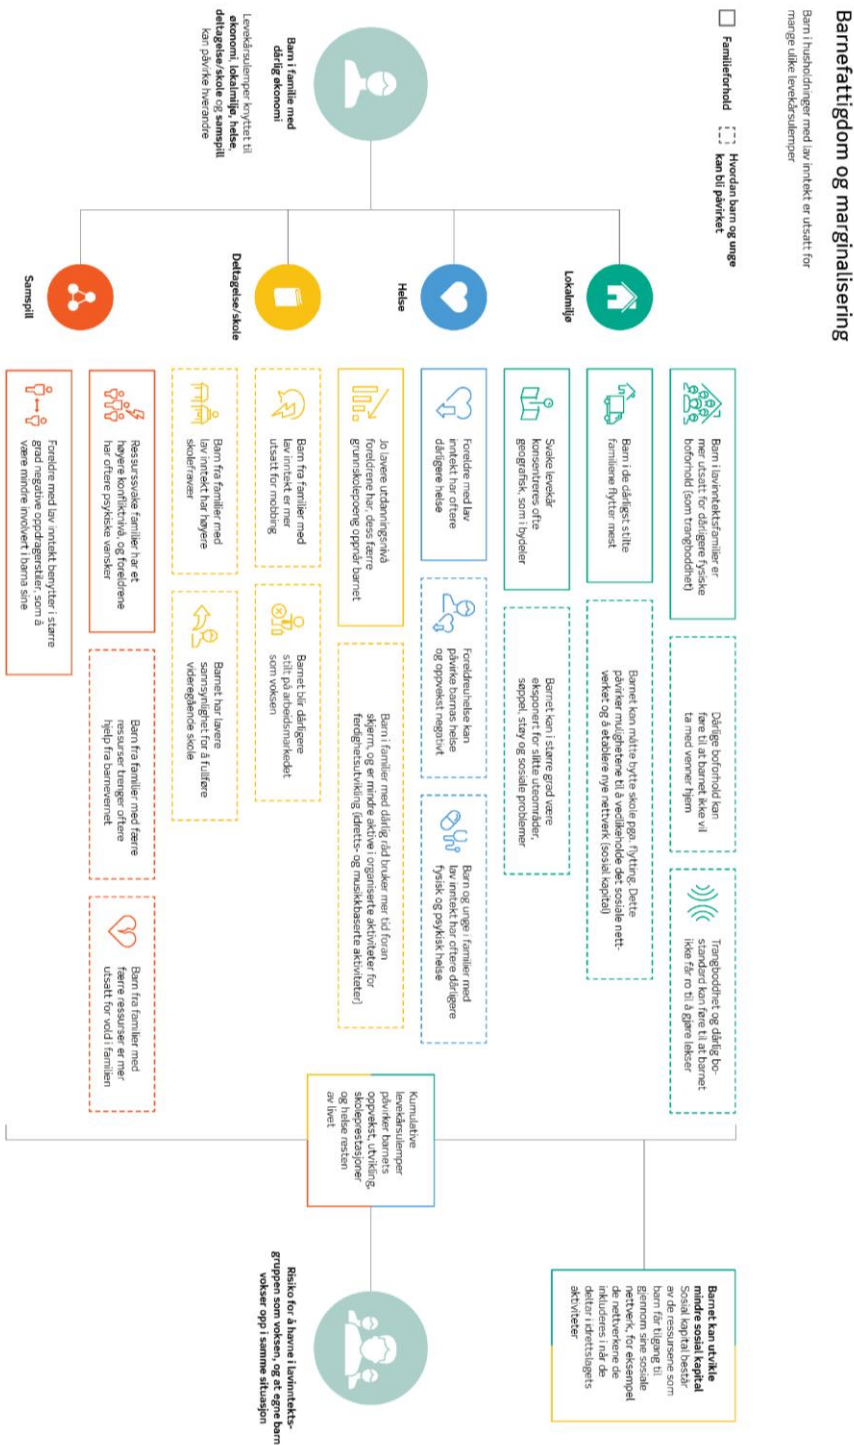 Barnefattigdom og marginalisering
Barn i husholdninger med lav inntekt er utsatt for
mange ulike levekårsulemper
Familieforhold
Hvordan barn og unge
kan bli påvirket
Barn i familie med
dårlig økonomi
Levekårsulemper knyttet til
økonomi, lokalmiljø, helse,
deltagelse/skole og samspill
kan påvirke hverandre
Lokalmiljø
Barn i lavinntektsfamilier er
mer utsatt for dårligere fysiske
boforhold (som trangboddhet)
Dårlige boforhold kan
føre til at barnet ikke vil
ta med venner hjem
Trangboddhet og dårlig bo-
standard kan føre til at barnet
ikke får ro til å gjøre lekser
Barn i de dårligst stilte
familiene flytter mest
Barnet kan måtte bytte skole pga. flytting. Dette
påvirker mulighetene til å vedlikeholde det sosiale nett-
verket og å etablere nye nettverk (sosial kapital)
Svake levekår
konsentreres ofte
geografisk, som i bydeler
Barnet kan i større grad være
eksponert for slitte uteområder,
søppel, støy og sosiale problemer
Helse
Foreldre med lav
inntekt har oftere
dårligere helse
Foreldreuhelse kan
påvirke barnas helse
og oppvekst negativt
Barn og unge i familier med
lav inntekt har oftere dårligere
fysisk og psykisk helse
Deltagelse/skole
Jo lavere utdanningsnivå
foreldrene har, dess færre
grunnskolepoeng oppnår barnet
Barn i familier med dårlig råd bruker mer tid foran
skjerm, og er mindre aktive i organiserte aktiviteter for
ferdighetsutvikling (idretts- og musikkbaserte aktiviteter)
Barn fra familier med
lav inntekt er mer
utsatt for mobbing
Barnet blir dårligere
stilt på arbeidsmarkedet
som voksen
Barn fra familier med
lav inntekt har høyere
skolefravær
Barnet har lavere
sannsynlighet for å fullføre
videregående skole
Samspill
Ressurssvake familier har et
høyere konfliktnivå, og foreldrene
har oftere psykiske vansker
Barn fra familier med færre
ressurser trenger oftere
hjelp fra barnevernet
Barn fra familier med
færre ressurser er mer
utsatt for vold i familien
Foreldre med lav inntekt benytter i større
grad negative oppdragerstiler, som å
være mindre involvert i barna sine
Kumulative
levekårsulemper
påvirker barnets
oppvekst, utvikling,
skoleprestasjoner
og helse resten
av livet
Barnet kan utvikle
mindre sosial kapital
Sosial kapital består
av de ressursene som
barn får tilgang til
gjennom sine sosiale
nettverk, for eksempel
de nettverkene de
inkluderes i når de
deltar i idrettslagets
aktiviteter
Risiko for å havne i lavinntekts-
gruppen som voksen, og at egne barn
vokser opp i samme situasjon